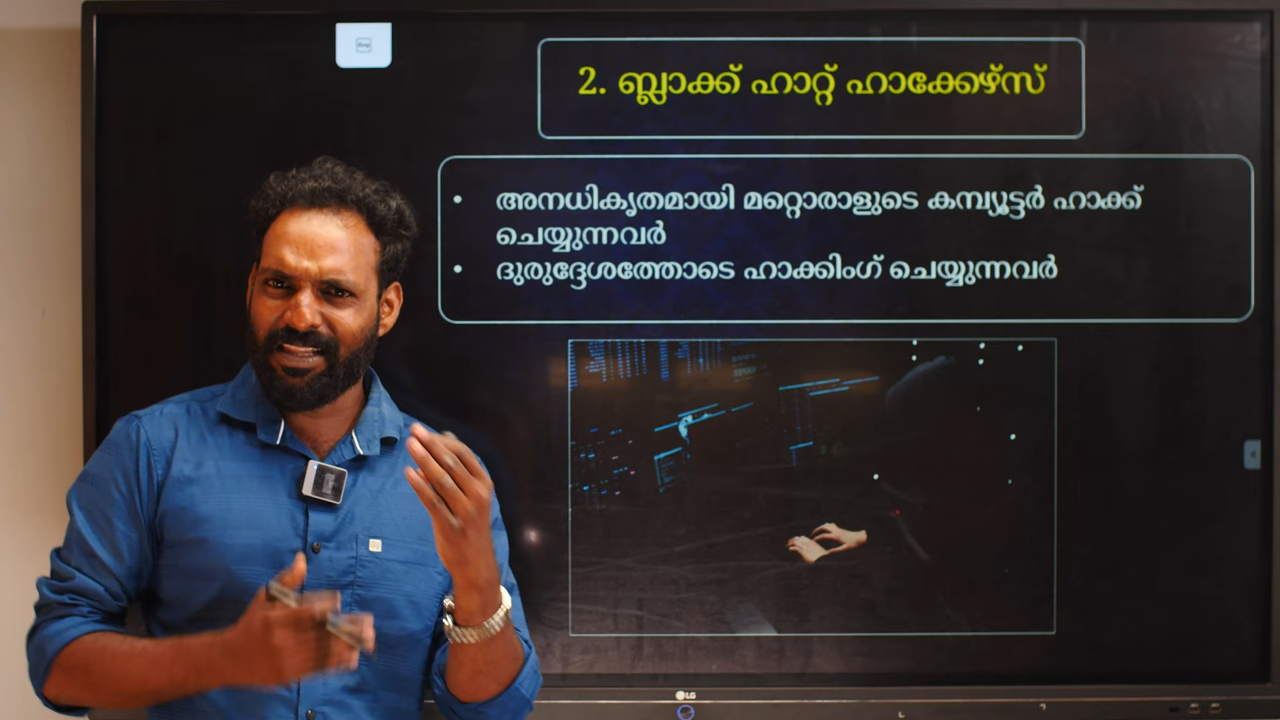 2. ബ്ലാക്ക് ഹാറ്റ് ഹാക്കേഴ്സ്
• അനധികൃതമായി മറ്റൊരാളുടെ കമ്പ്യൂട്ടർ ഹാക്ക്
ചെയ്യുന്നവർ
• ദുരുദ്ദേശത്തോടെ ഹാക്കിംഗ് ചെയ്യുന്നവർ
LG